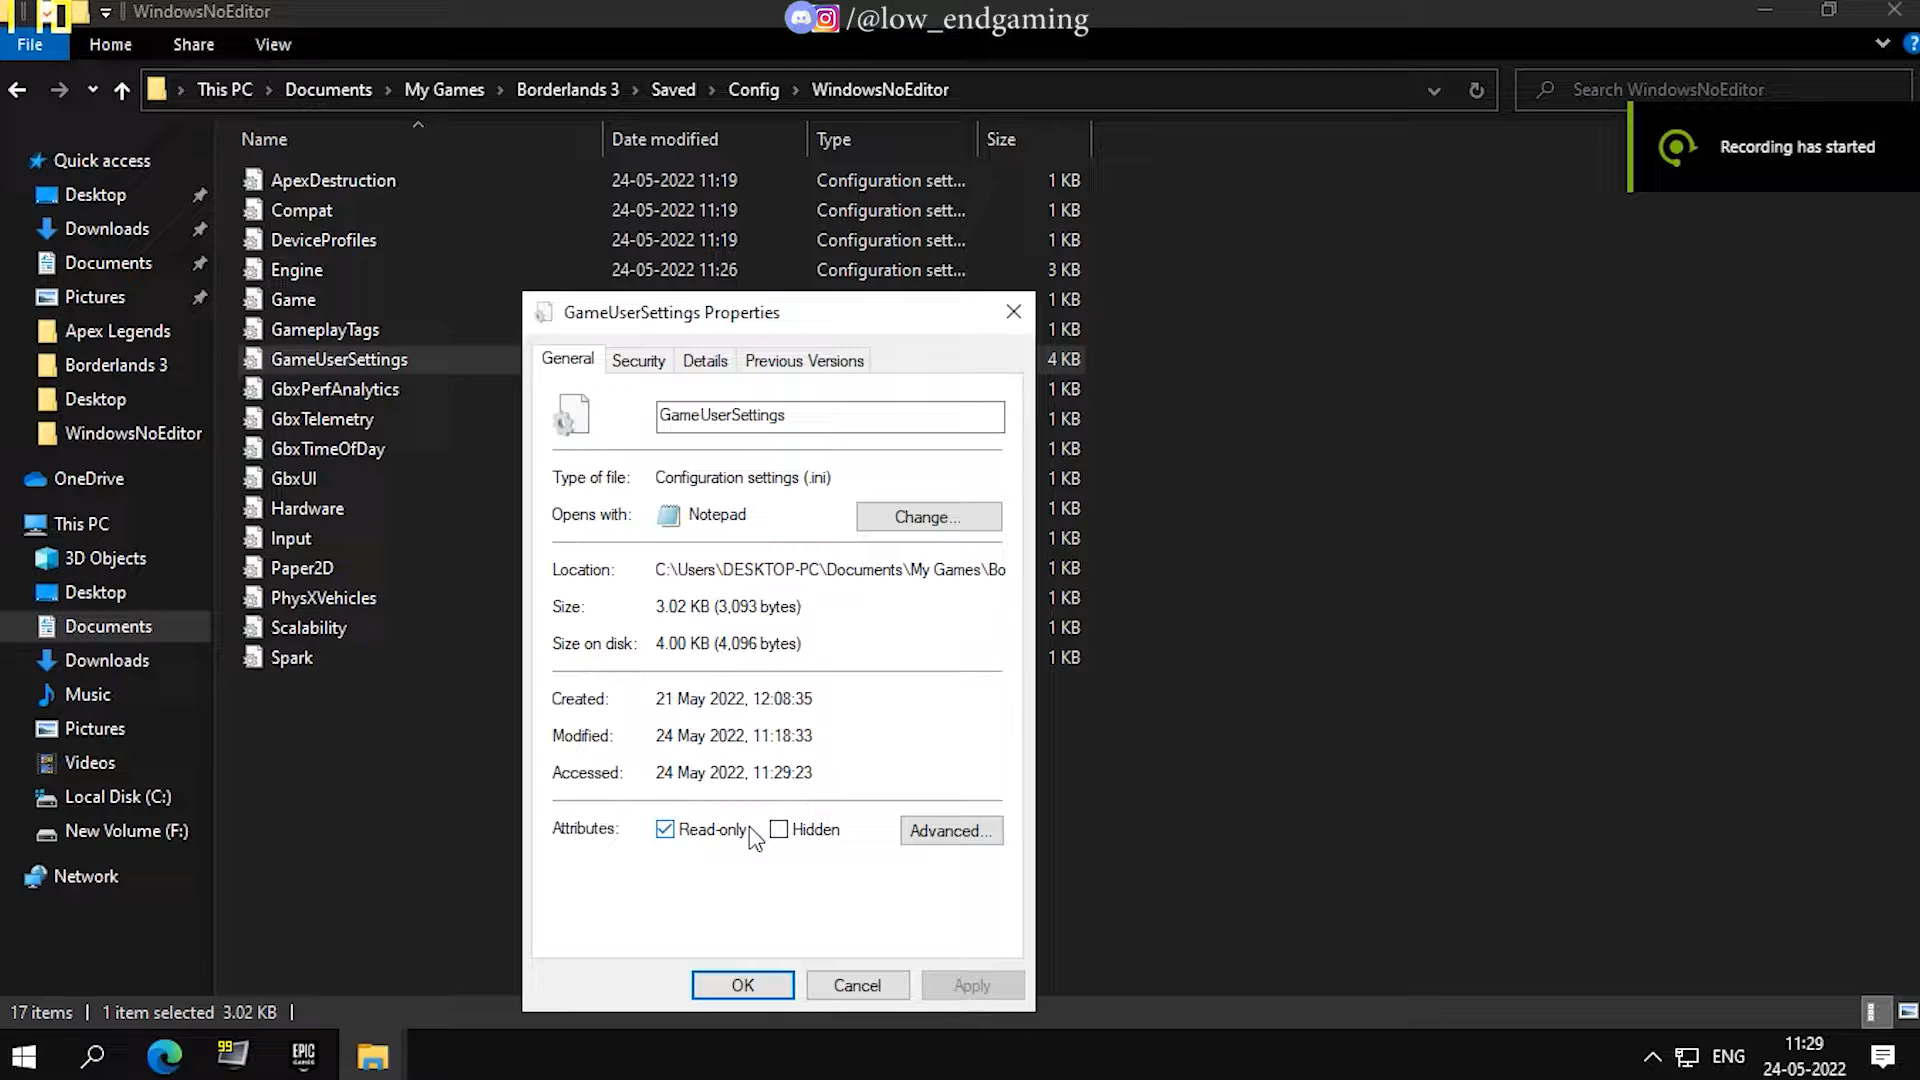 WindowsNoEditor
/@low_endgaming
File
Home
Share
View
This PC
Documents
My Games
Borderlands 3
Saved
Config
WindowsNoEditor
Search WindowsNoEditor
Recording has started
Name
Date modified
Type
Size
Quick access
Desktop
Downloads
Documents
Pictures
Apex Legends
Borderlands 3
Desktop
WindowsNoEditor
OneDrive
This PC
3D Objects
Desktop
Documents
Downloads
Music
Pictures
Videos
Local Disk (C:)
New Volume (F:)
Network
ApexDestruction 24-05-2022 11:19 Configuration sett... 1 KB
Compat 24-05-2022 11:19 Configuration sett... 1 KB
DeviceProfiles 24-05-2022 11:19 Configuration sett... 1 KB
Engine 24-05-2022 11:26 Configuration sett... 3 KB
Game 1 KB
GameplayTags 1 KB
GameUserSettings 4 KB
GbxPerfAnalytics 1 KB
GbxTelemetry 1 KB
GbxTimeOfDay 1 KB
GbxUI 1 KB
Hardware 1 KB
Input 1 KB
Paper2D 1 KB
PhysXVehicles 1 KB
Scalability 1 KB
Spark 1 KB
GameUserSettings Properties
General Security Details Previous Versions
GameUserSettings
Type of file: Configuration settings (.ini)
Opens with: Notepad Change...
Location: C:\Users\DESKTOP-PC\Documents\My Games\Bo
Size: 3.02 KB (3,093 bytes)
Size on disk: 4.00 KB (4,096 bytes)
Created: 21 May 2022, 12:08:35
Modified: 24 May 2022, 11:18:33
Accessed: 24 May 2022, 11:29:23
Attributes: Read-only Hidden Advanced...
OK Cancel Apply
17 items 1 item selected 3.02 KB
99
EPIC
ENG
11:29
24-05-2022